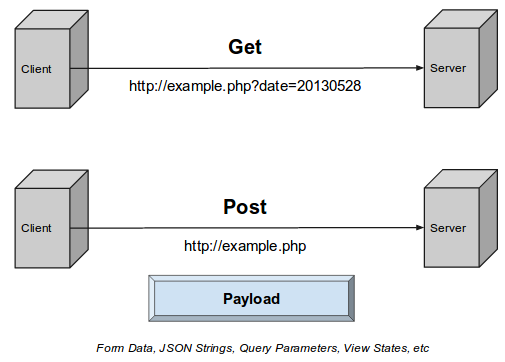 Get
Client
Server
http://example.php?date=20130528
Post
Client
Server
http://example.php
Payload
Form Data, JSON Strings, Query Parameters, View States, etc